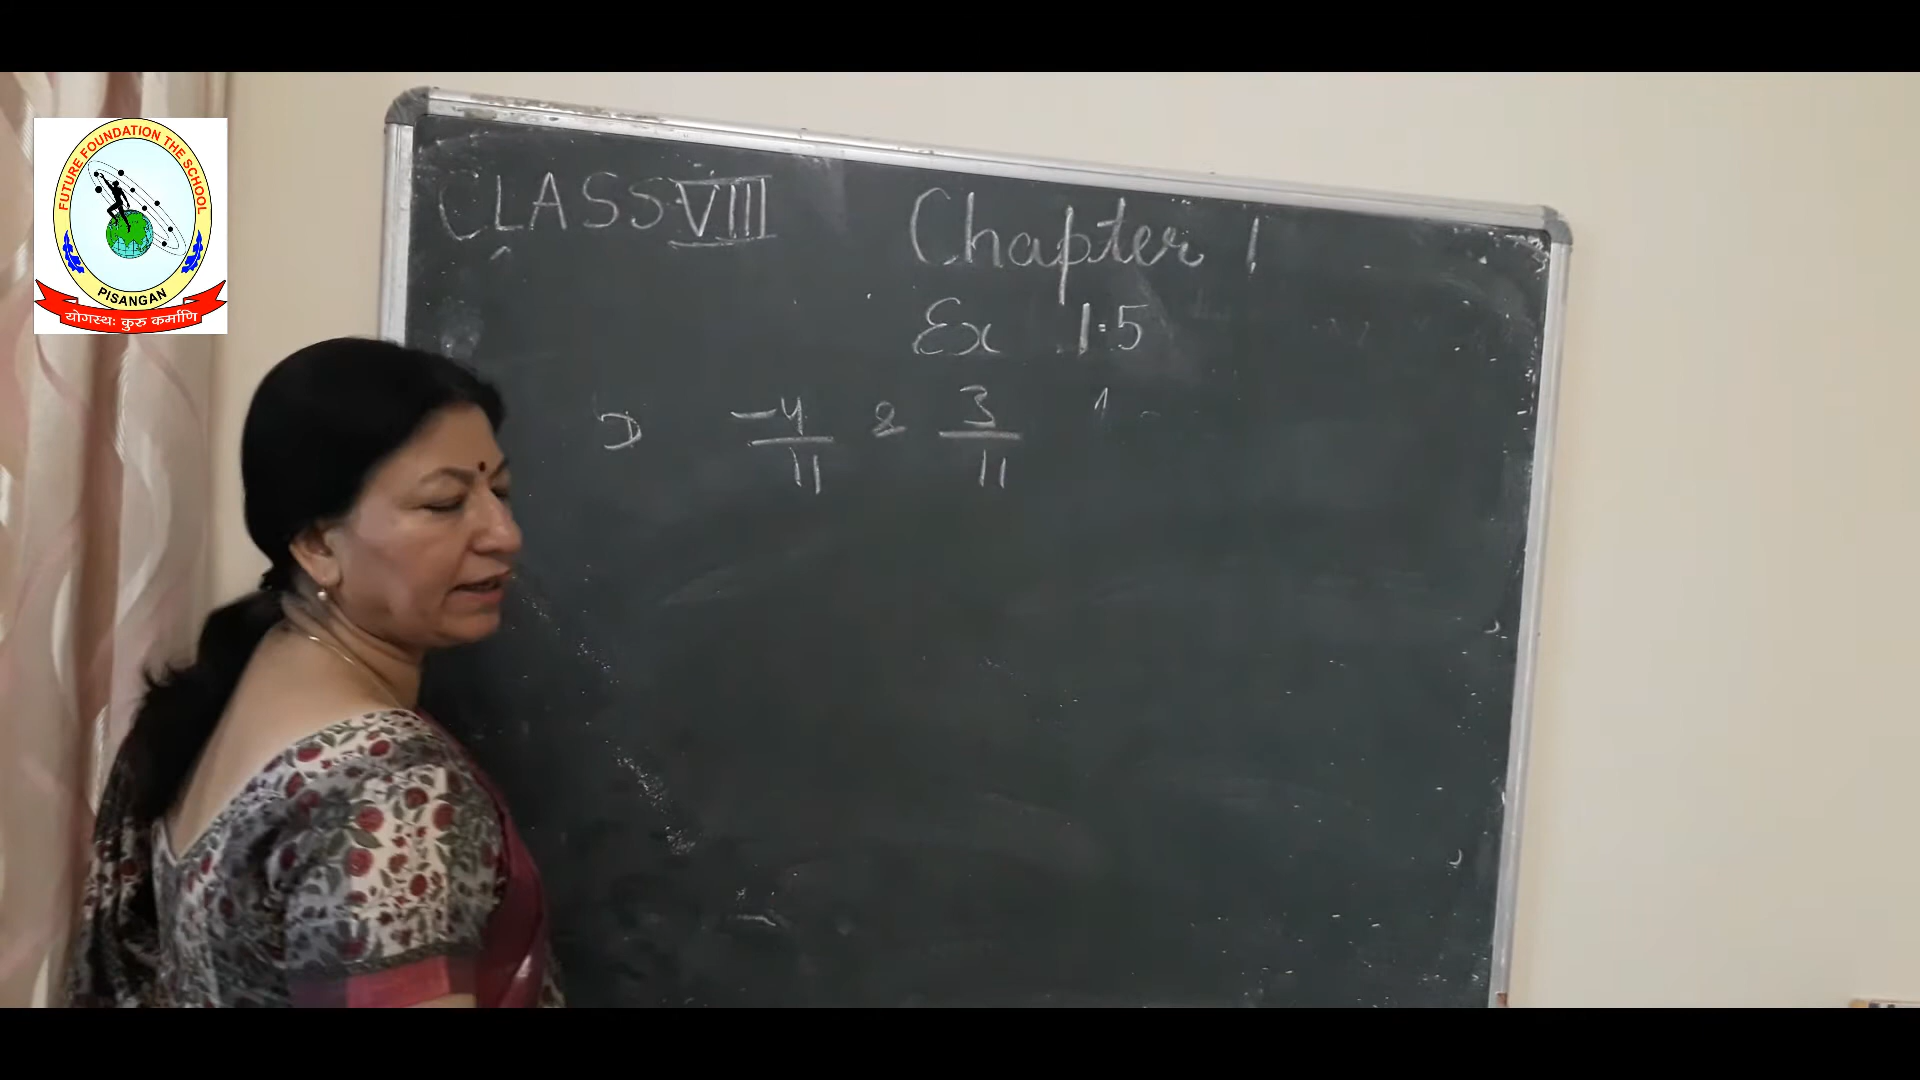 FUTURE FOUNDATION THE SCHOOL
PISANGAN
योगस्थः कुरु कर्माणि
CLASS VIII
Chapter 1
Ex 1.5
-4/11 & 3/11